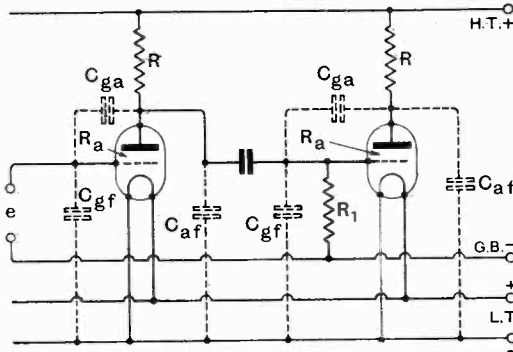 H.T.+
R
R
Cga
Cga
Ra
Ra
e
Cgf
Caf
Cgf
R1
Caf
G.B.–
+
L.T.
–